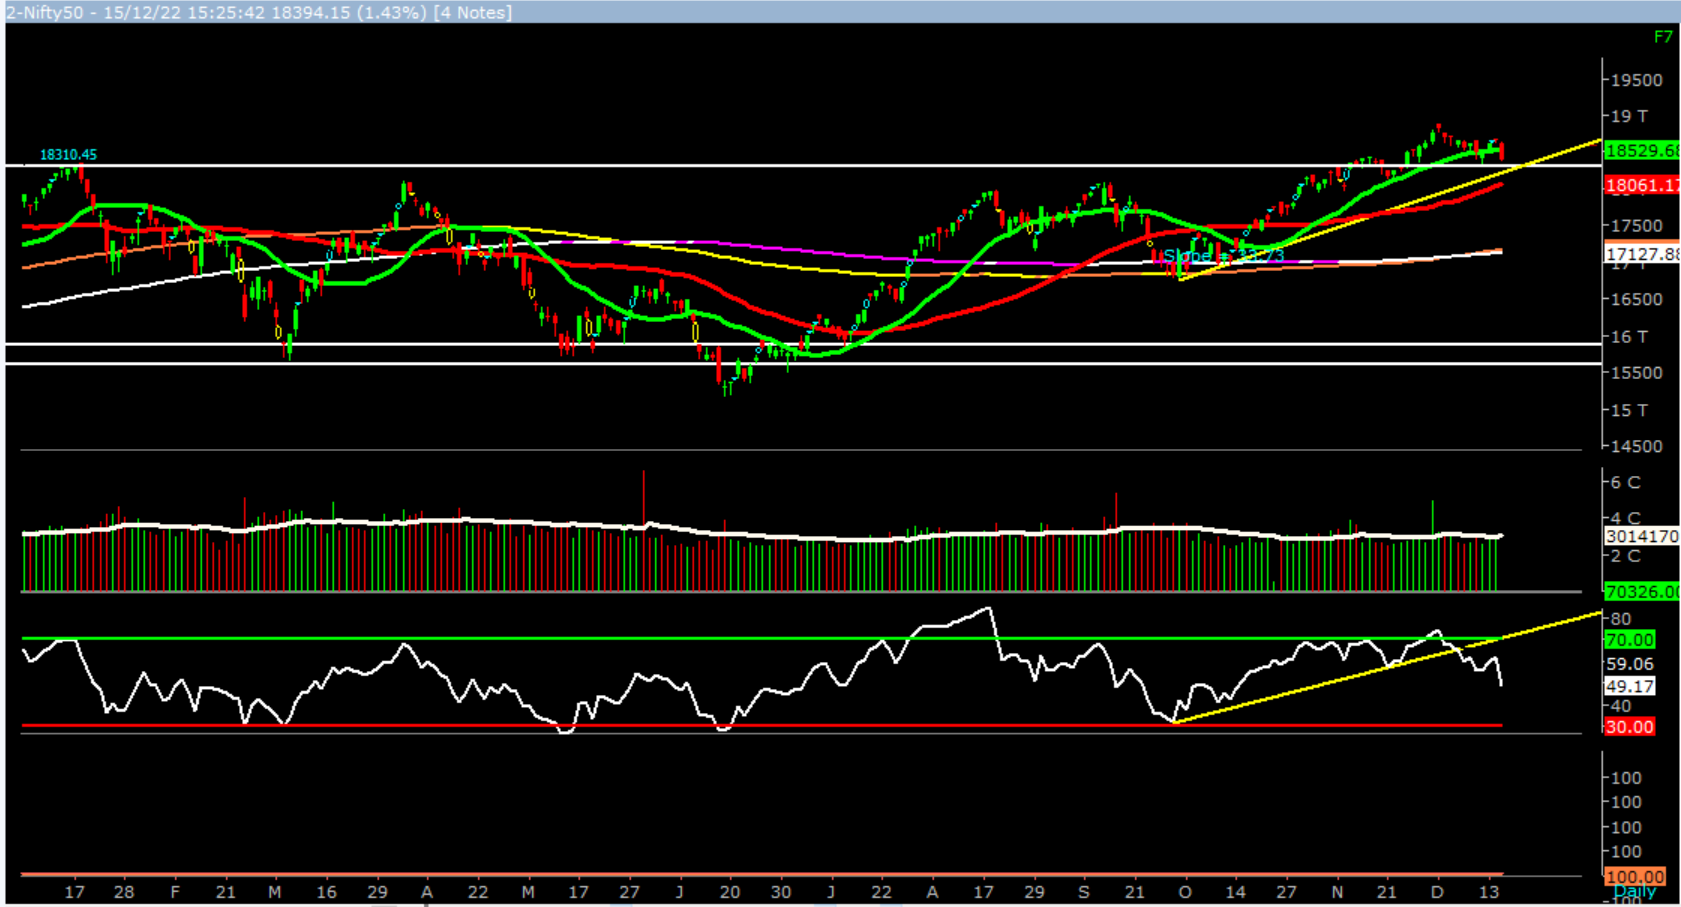 2-Nifty50 - 15/12/22 15:25:42 18394.15 (1.43%) [4 Notes]
F7
19500
19 T
18310.45
18529.68
18061.17
17500
17127.88
16500
16 T
15500
15 T
14500
6 C
4 C
3014170
2 C
70326.00
80
70.00
59.06
49.17
40
30.00
100
100
100
100
100.00
17 28 F 21 M 16 29 A 22 M 17 27 J 20 30 J 22 A 17 29 S 21 O 14 27 N 21 D 13
Daily